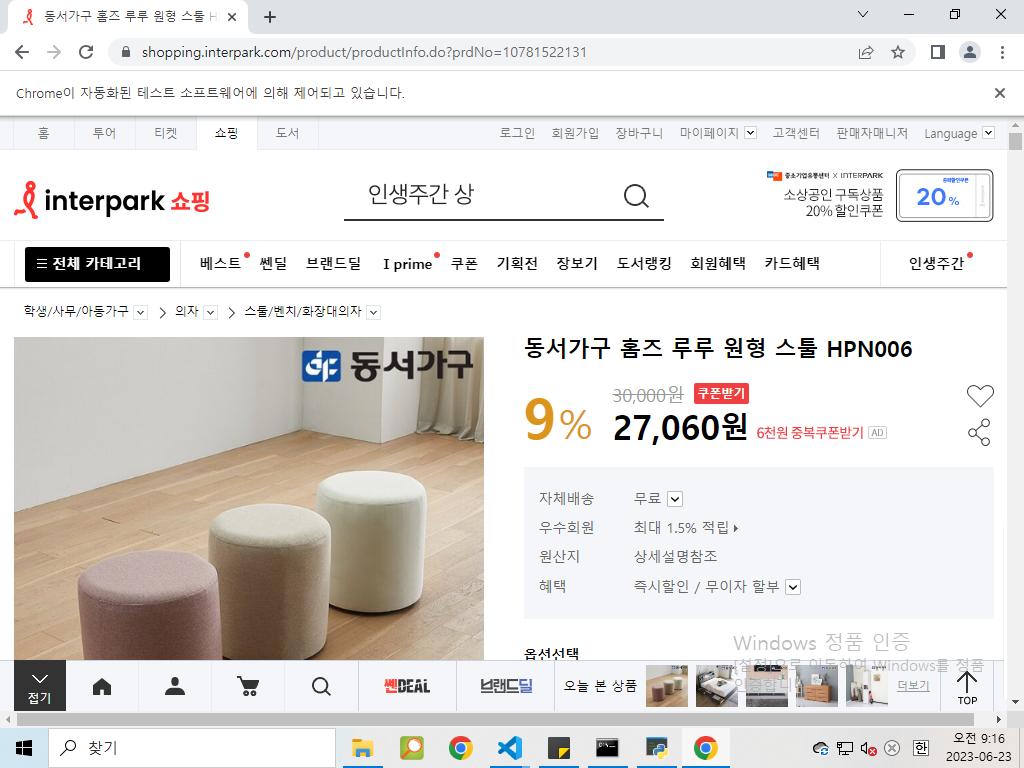 동서가구 홈즈 루루 원형 스툴 H
shopping.interpark.com/product/productInfo.do?prdNo=10781522131
Chrome이 자동화된 테스트 소프트웨어에 의해 제어되고 있습니다.
홈 투어 티켓 쇼핑 도서 로그인 회원가입 장바구니 마이페이지 고객센터 판매자매니저 Language
interpark 쇼핑
인생주간 상
중소기업유통센터 X INTERPARK
소상공인 구독상품
20% 할인쿠폰
중복할인쿠폰
20%
전체 카테고리 베스트 쎈딜 브랜드딜 I prime 쿠폰 기획전 장보기 도서랭킹 회원혜택 카드혜택 인생주간
학생/사무/아동가구 의자 스툴/벤치/화장대의자
동서가구
동서가구 홈즈 루루 원형 스툴 HPN006
9%
30,000원 쿠폰받기
27,060원 6천원 중복쿠폰받기 AD
자체배송 무료
우수회원 최대 1.5% 적립
원산지 상세설명참조
혜택 즉시할인 / 무이자 할부
옵션선택
Windows 정품 인증
[설정]으로 이동하여 Windows를 정품
인증합니다.
접기
쎈DEAL
브랜드딜
오늘 본 상품
더보기
TOP
찾기
한
오전 9:16
2023-06-23